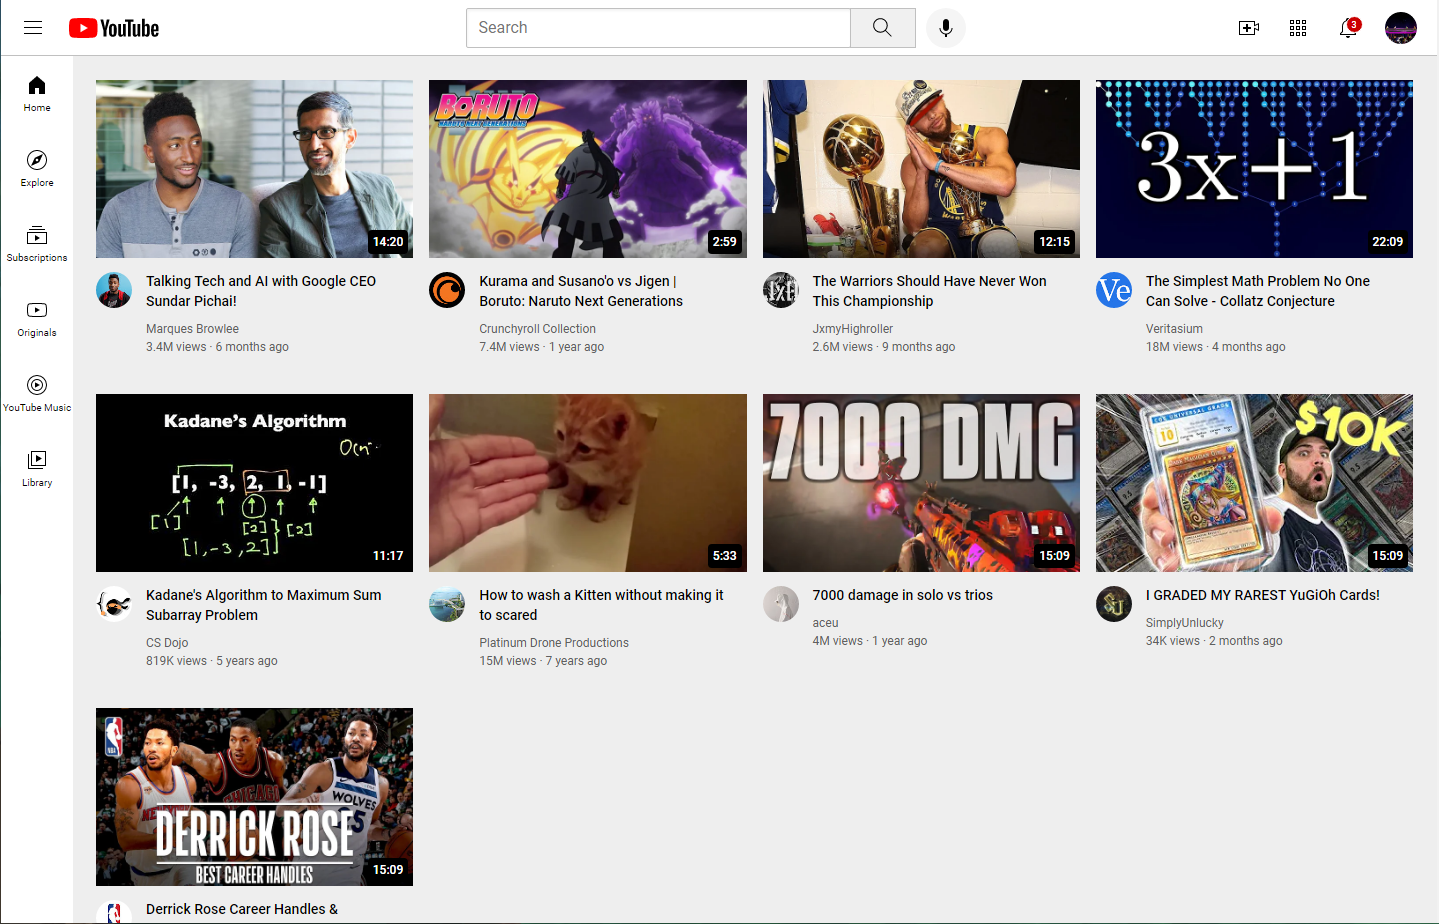 YouTube
Search
3
Home
Explore
Subscriptions
Originals
YouTube Music
Library
14:20
Talking Tech and AI with Google CEO
Sundar Pichai!
Marques Browlee
3.4M views · 6 months ago
BORUTO
NARUTO NEXT GENERATIONS
2:59
Kurama and Susano'o vs Jigen |
Boruto: Naruto Next Generations
Crunchyroll Collection
7.4M views · 1 year ago
12:15
The Warriors Should Have Never Won
This Championship
JxmyHighroller
2.6M views · 9 months ago
3x+1
22:09
Ve
The Simplest Math Problem No One
Can Solve - Collatz Conjecture
Veritasium
18M views · 4 months ago
Kadane's Algorithm
[1, -3, 2, 1, -1]
[1] [2] [2]
[1,-3,2]
11:17
Kadane's Algorithm to Maximum Sum
Subarray Problem
CS Dojo
819K views · 5 years ago
5:33
How to wash a Kitten without making it
to scared
Platinum Drone Productions
15M views · 7 years ago
7000 DMG
15:09
7000 damage in solo vs trios
aceu
4M views · 1 year ago
$10K
10
15:09
SU
I GRADED MY RAREST YuGiOh Cards!
SimplyUnlucky
34K views · 2 months ago
NBA
CHICAGO
WOLVES
25
DERRICK ROSE
BEST CAREER HANDLES
15:09
Derrick Rose Career Handles &